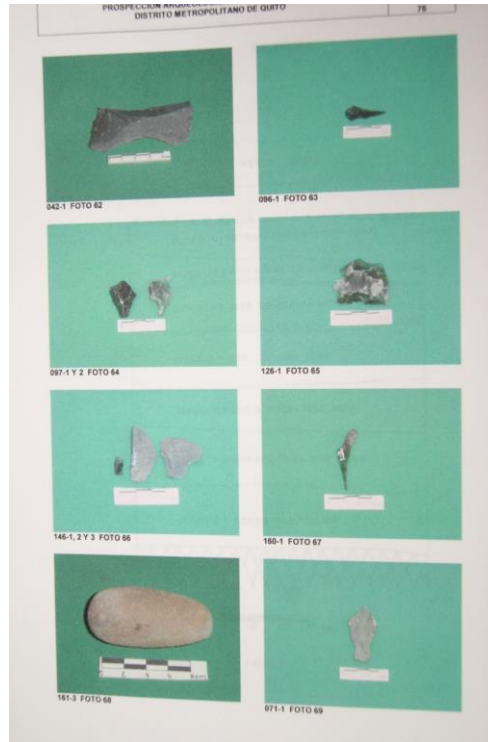 DISTRITO METROPOLITANO DE QUITO
76
042-1 FOTO 62
096-1 FOTO 63
097-1 Y 2 FOTO 64
126-1 FOTO 65
146-1, 2 Y 3 FOTO 66
160-1 FOTO 67
161-3 FOTO 68
071-1 FOTO 69